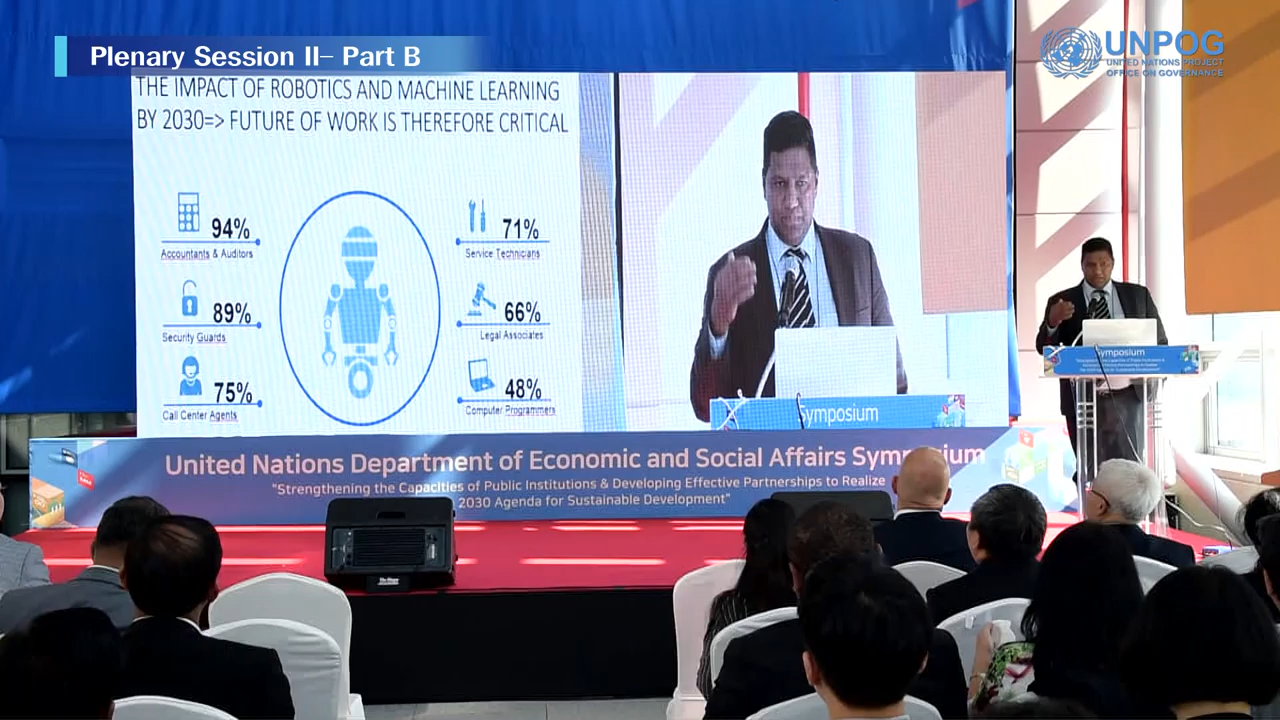 Plenary Session II– Part B
UNPOG
UNITED NATIONS PROJECT
OFFICE ON GOVERNANCE
THE IMPACT OF ROBOTICS AND MACHINE LEARNING
BY 2030=> FUTURE OF WORK IS THEREFORE CRITICAL
94%
Accountants & Auditors
89%
Security Guards
75%
Call Center Agents
71%
Service Technicians
66%
Legal Associates
48%
Computer Programmers
Symposium
Symposium
United Nations Department of Economic and Social Affairs Symposium
"Strengthening the Capacities of Public Institutions & Developing Effective Partnerships to Realize
2030 Agenda for Sustainable Development"